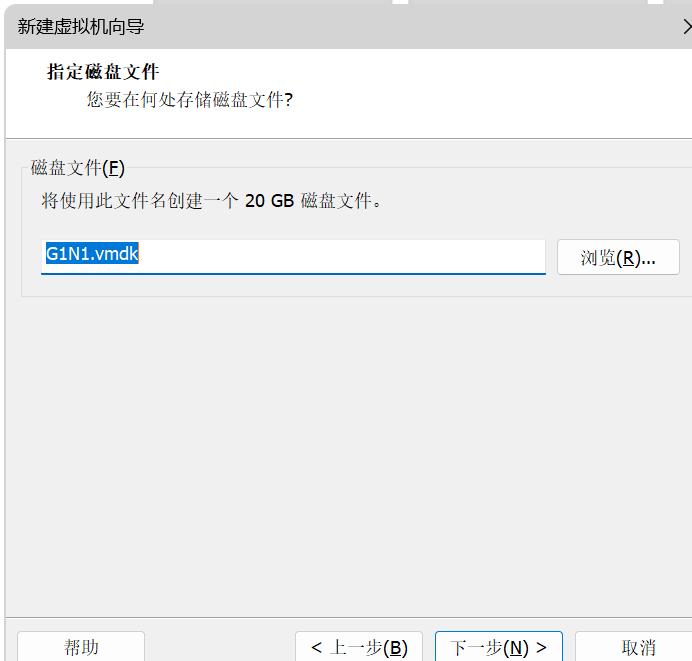 新建虚拟机向导
指定磁盘文件
您要在何处存储磁盘文件?
磁盘文件(F)
将使用此文件名创建一个 20 GB 磁盘文件。
G1N1.vmdk
浏览(R)...
帮助
< 上一步(B)
下一步(N) >
取消